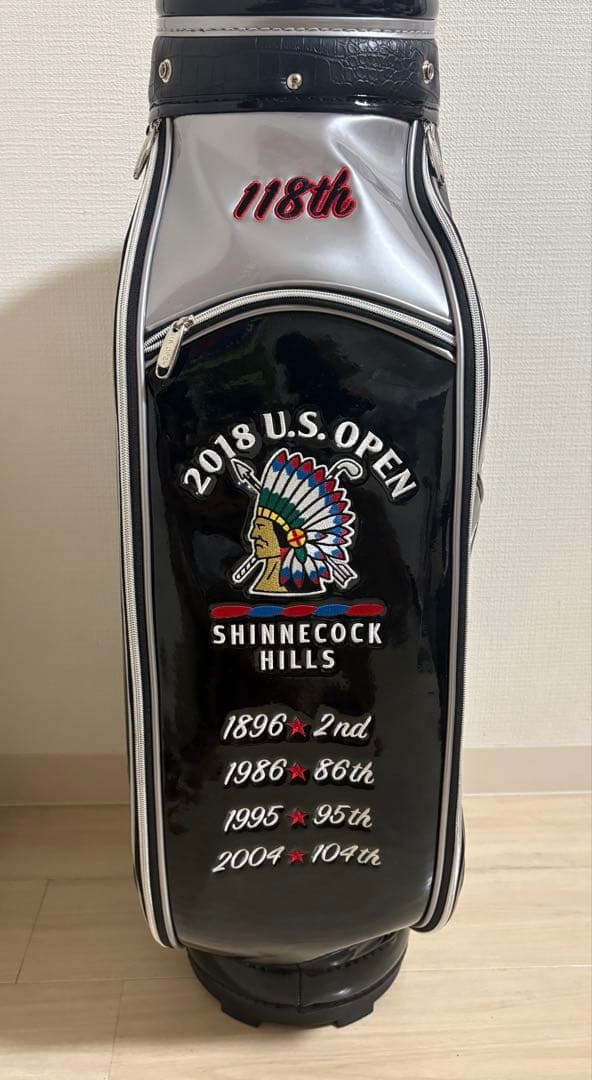 118th
2018 U.S. OPEN
SHINNECOCK
HILLS
1896★2nd
1986★86th
1995★95th
2004★104th